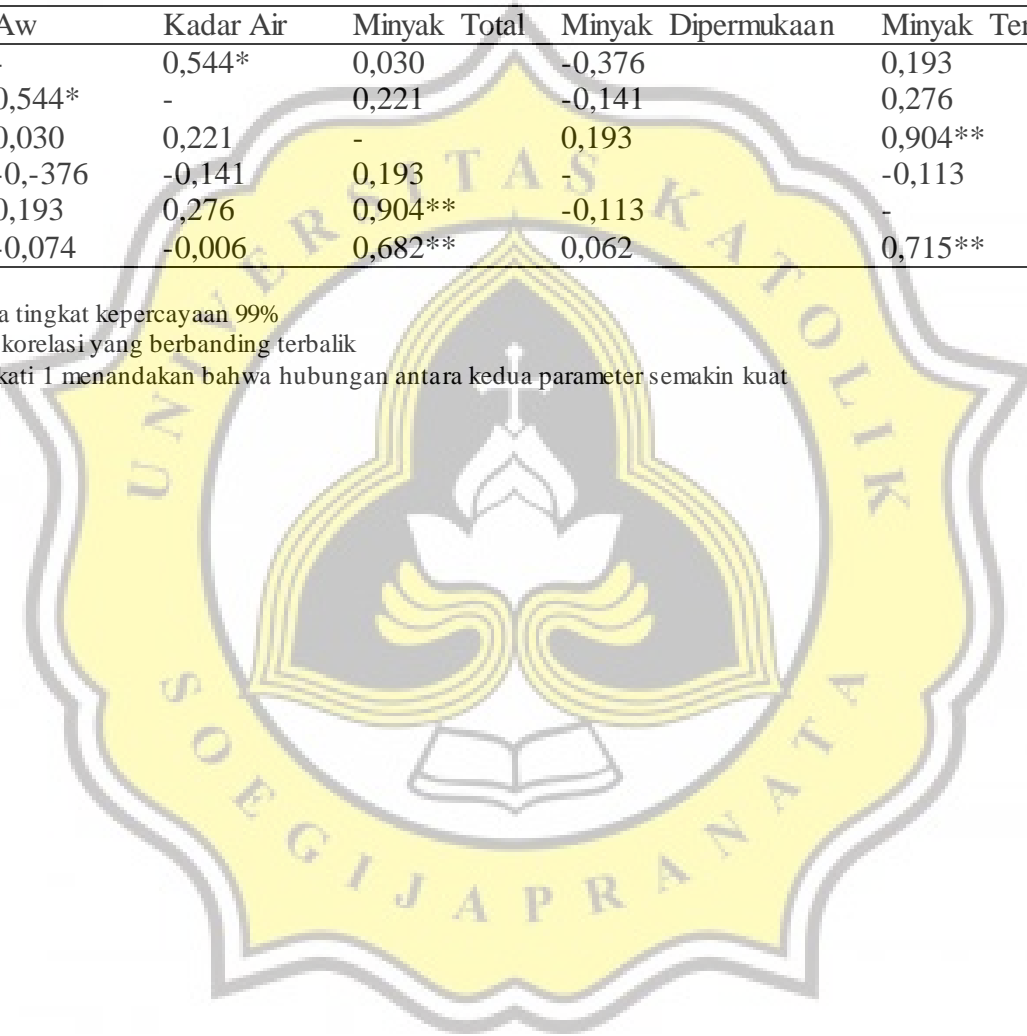 Aw Kadar Air Minyak Total Minyak Dipermukaan Minyak
- 0,544* 0,030 -0,376 0,193
0,544* - 0,221 -0,141 0,276
0,030 0,221 - 0,193 0,904**
-0,-376 -0,141 0,193 - -0,113
0,193 0,276 0,904** -0,113 -
-0,074 -0,006 0,682** 0,062 0,715**
tingkat kepercayaan 99%
korelasi yang berbanding terbalik
1 menandakan bahwa hubungan antara kedua parameter semakin kuat
UNIVERSITAS KATOLIK
SOEGIJAPRANATA